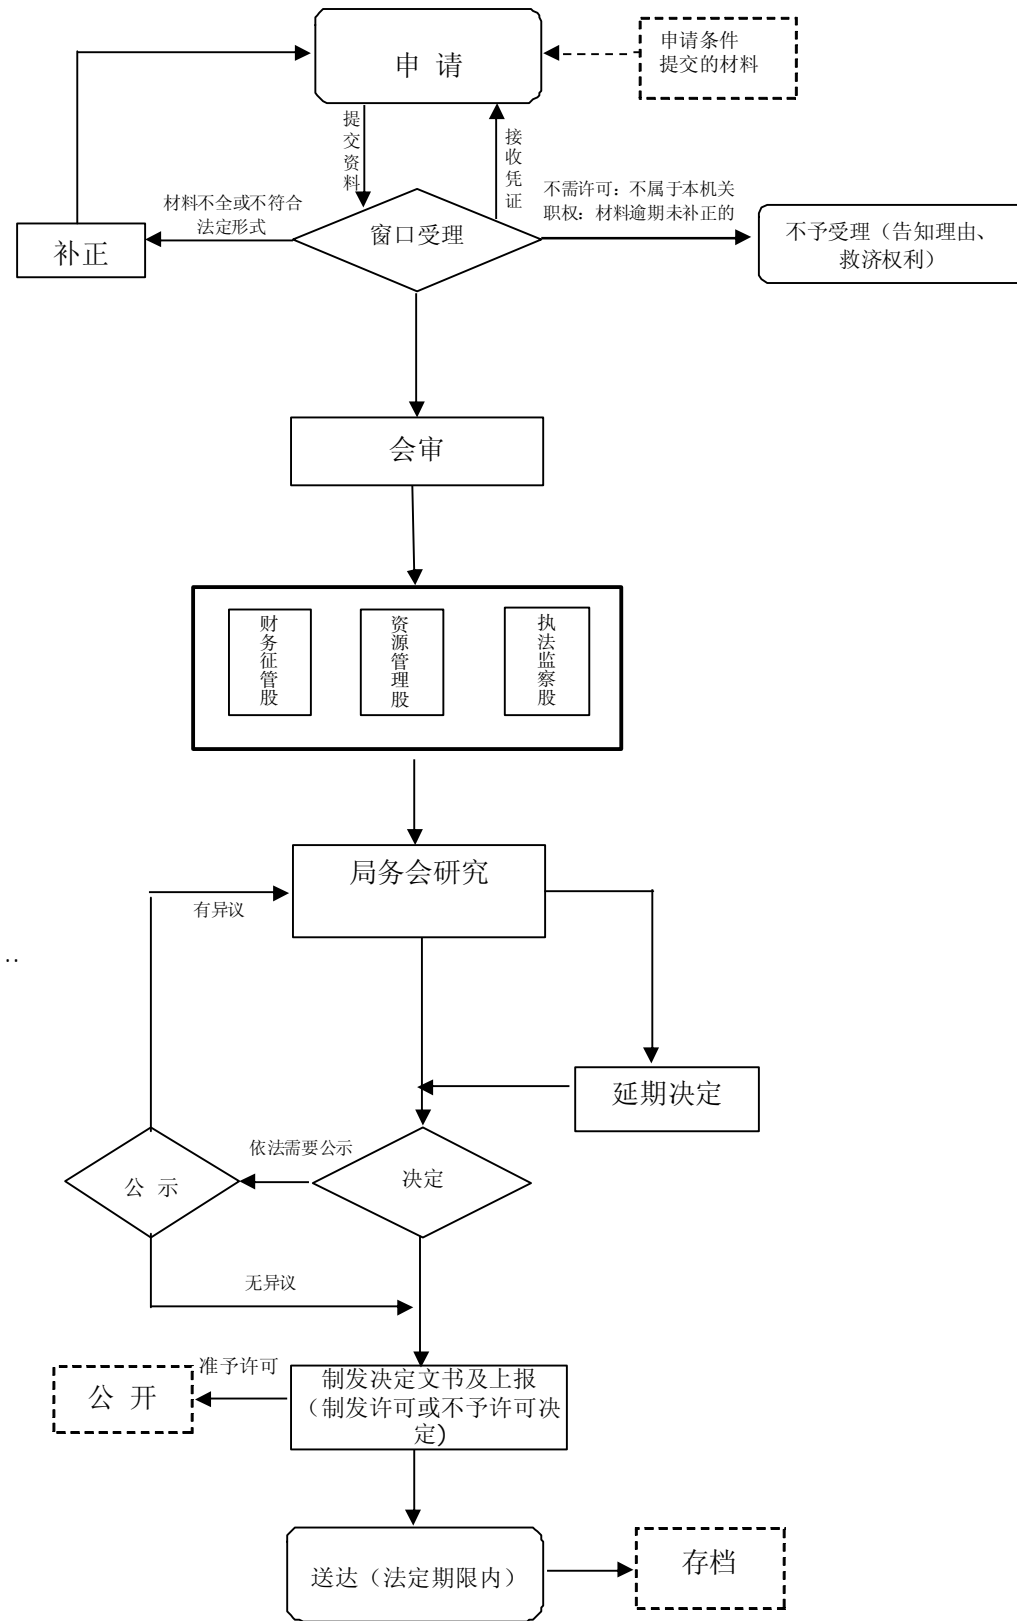 申 请
申请条件
提交的材料
提交资料
接收凭证
材料不全或不符合
法定形式
不需许可：不属于本机关
职权：材料逾期未补正的
补正
窗口受理
不予受理（告知理由、
救济权利）
会审
财务征管股
资源管理股
执法监察股
局务会研究
有异议
..
延期决定
依法需要公示
公 示
决定
无异议
准予许可
公 开
制发决定文书及上报
（制发许可或不予许可决
定)
送达（法定期限内）
存档